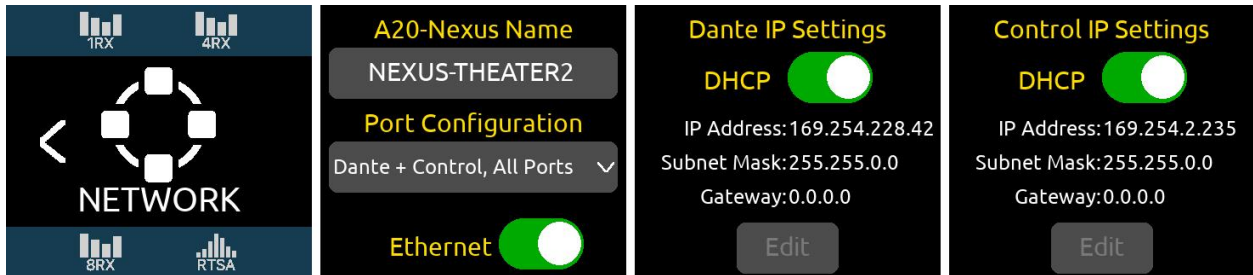 1RX 4RX
NETWORK
8RX RTSA
A20-Nexus Name
NEXUS-THEATER2
Port Configuration
Dante + Control, All Ports
Ethernet
Dante IP Settings
DHCP
IP Address:169.254.228.42
Subnet Mask:255.255.0.0
Gateway:0.0.0.0
Edit
Control IP Settings
DHCP
IP Address:169.254.2.235
Subnet Mask:255.255.0.0
Gateway:0.0.0.0
Edit